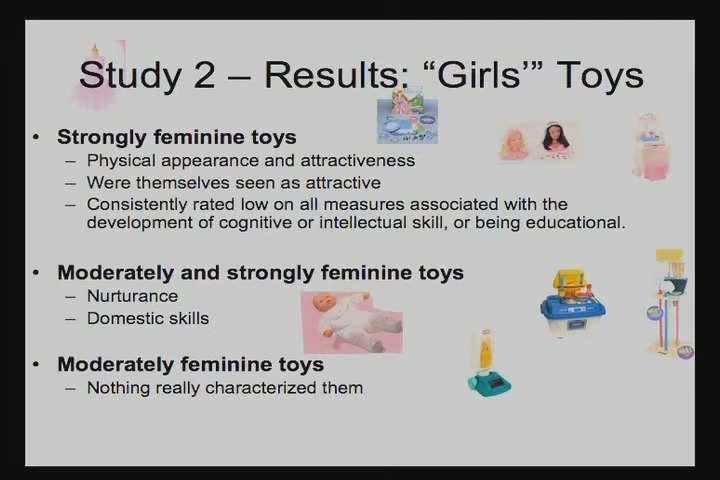 Study 2 – Results: “Girls’” Toys
• Strongly feminine toys
– Physical appearance and attractiveness
– Were themselves seen as attractive
– Consistently rated low on all measures associated with the
development of cognitive or intellectual skill, or being educational.
• Moderately and strongly feminine toys
– Nurturance
– Domestic skills
• Moderately feminine toys
– Nothing really characterized them